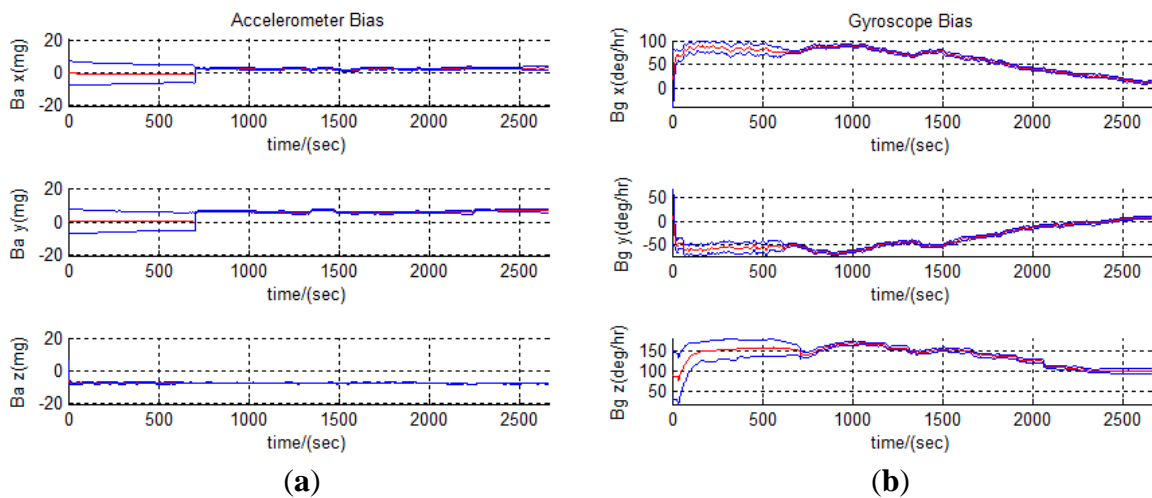 Accelerometer Bias
Ba x(mg)
20
0
-20
0 500 1000 1500 2000 2500
time/(sec)
Ba y(mg)
20
0
-20
0 500 1000 1500 2000 2500
time/(sec)
Ba z(mg)
20
0
-20
0 500 1000 1500 2000 2500
time/(sec)
(a)
Gyroscope Bias
Bg x(deg/hr)
100
50
0
0 500 1000 1500 2000 2500
time/(sec)
Bg y(deg/hr)
50
0
-50
0 500 1000 1500 2000 2500
time/(sec)
Bg z(deg/hr)
150
100
50
0 500 1000 1500 2000 2500
time/(sec)
(b)